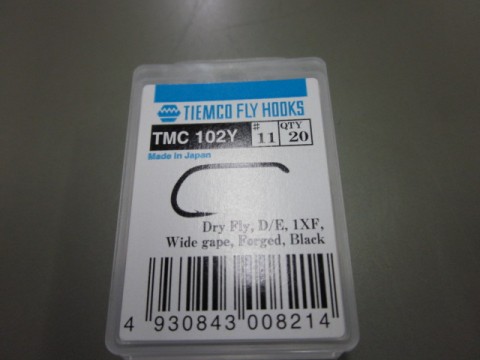 TIEMCO FLY HOOKS
TMC 102Y # 11 QTY 20
Made in Japan
Dry Fly, D/E, 1XF,
Wide gape, Forged, Black
4 930843 008214